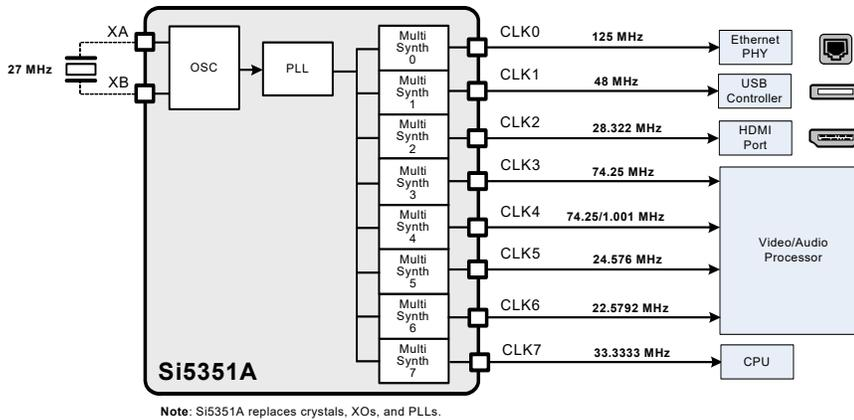 XA
27 MHz
XB
OSC
PLL
Multi
Synth
0
CLK0
125 MHz
Ethernet
PHY
Multi
Synth
1
CLK1
48 MHz
USB
Controller
Multi
Synth
2
CLK2
28.322 MHz
HDMI
Port
Multi
Synth
3
CLK3
74.25 MHz
Multi
Synth
4
CLK4
74.25/1.001 MHz
Video/Audio
Processor
Multi
Synth
5
CLK5
24.576 MHz
Multi
Synth
6
CLK6
22.5792 MHz
Multi
Synth
7
CLK7
33.3333 MHz
CPU
Si5351A
Note: Si5351A replaces crystals, XOs, and PLLs.